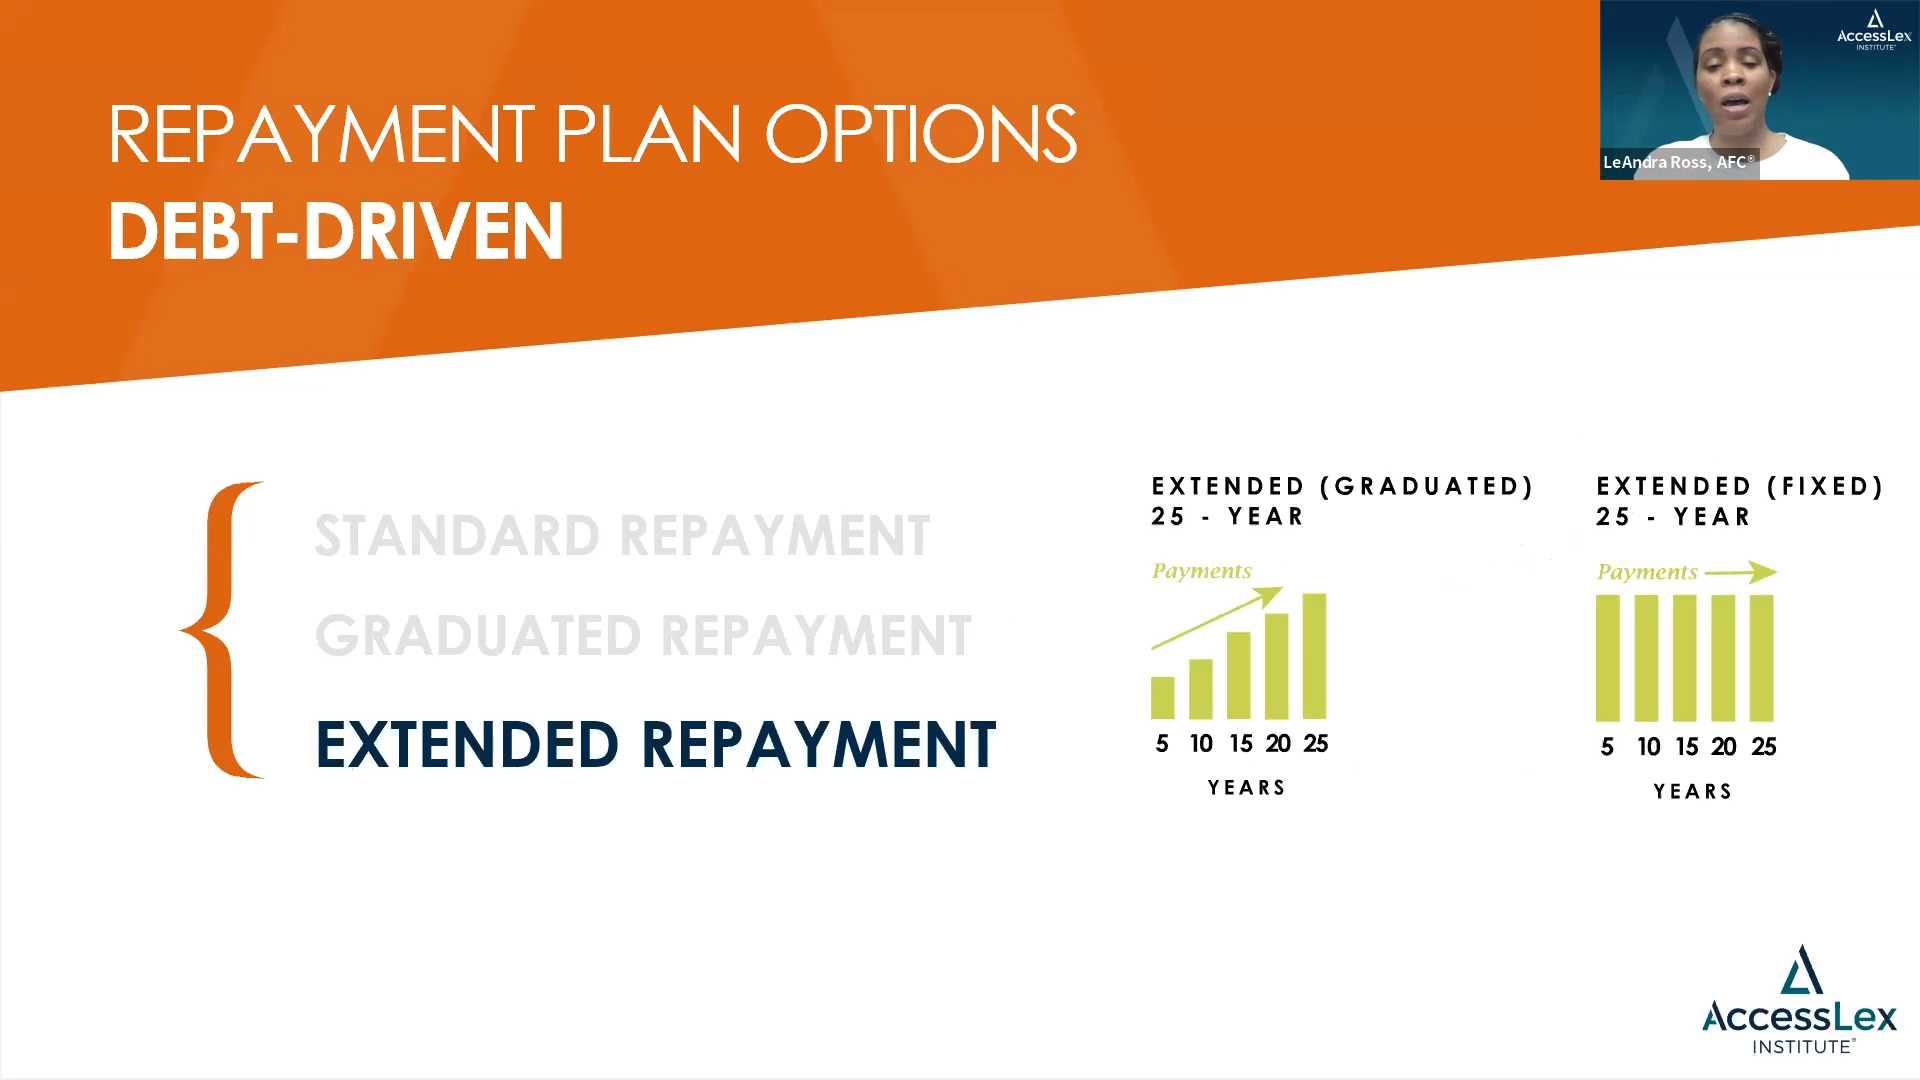 REPAYMENT PLAN OPTIONS
DEBT-DRIVEN
AccessLex
INSTITUTE®
LeAndra Ross, AFC®
STANDARD REPAYMENT
GRADUATED REPAYMENT
EXTENDED REPAYMENT
EXTENDED (GRADUATED)
25 - YEAR
Payments
5 10 15 20 25
YEARS
EXTENDED (FIXED)
25 - YEAR
Payments
5 10 15 20 25
YEARS
AccessLex
INSTITUTE®